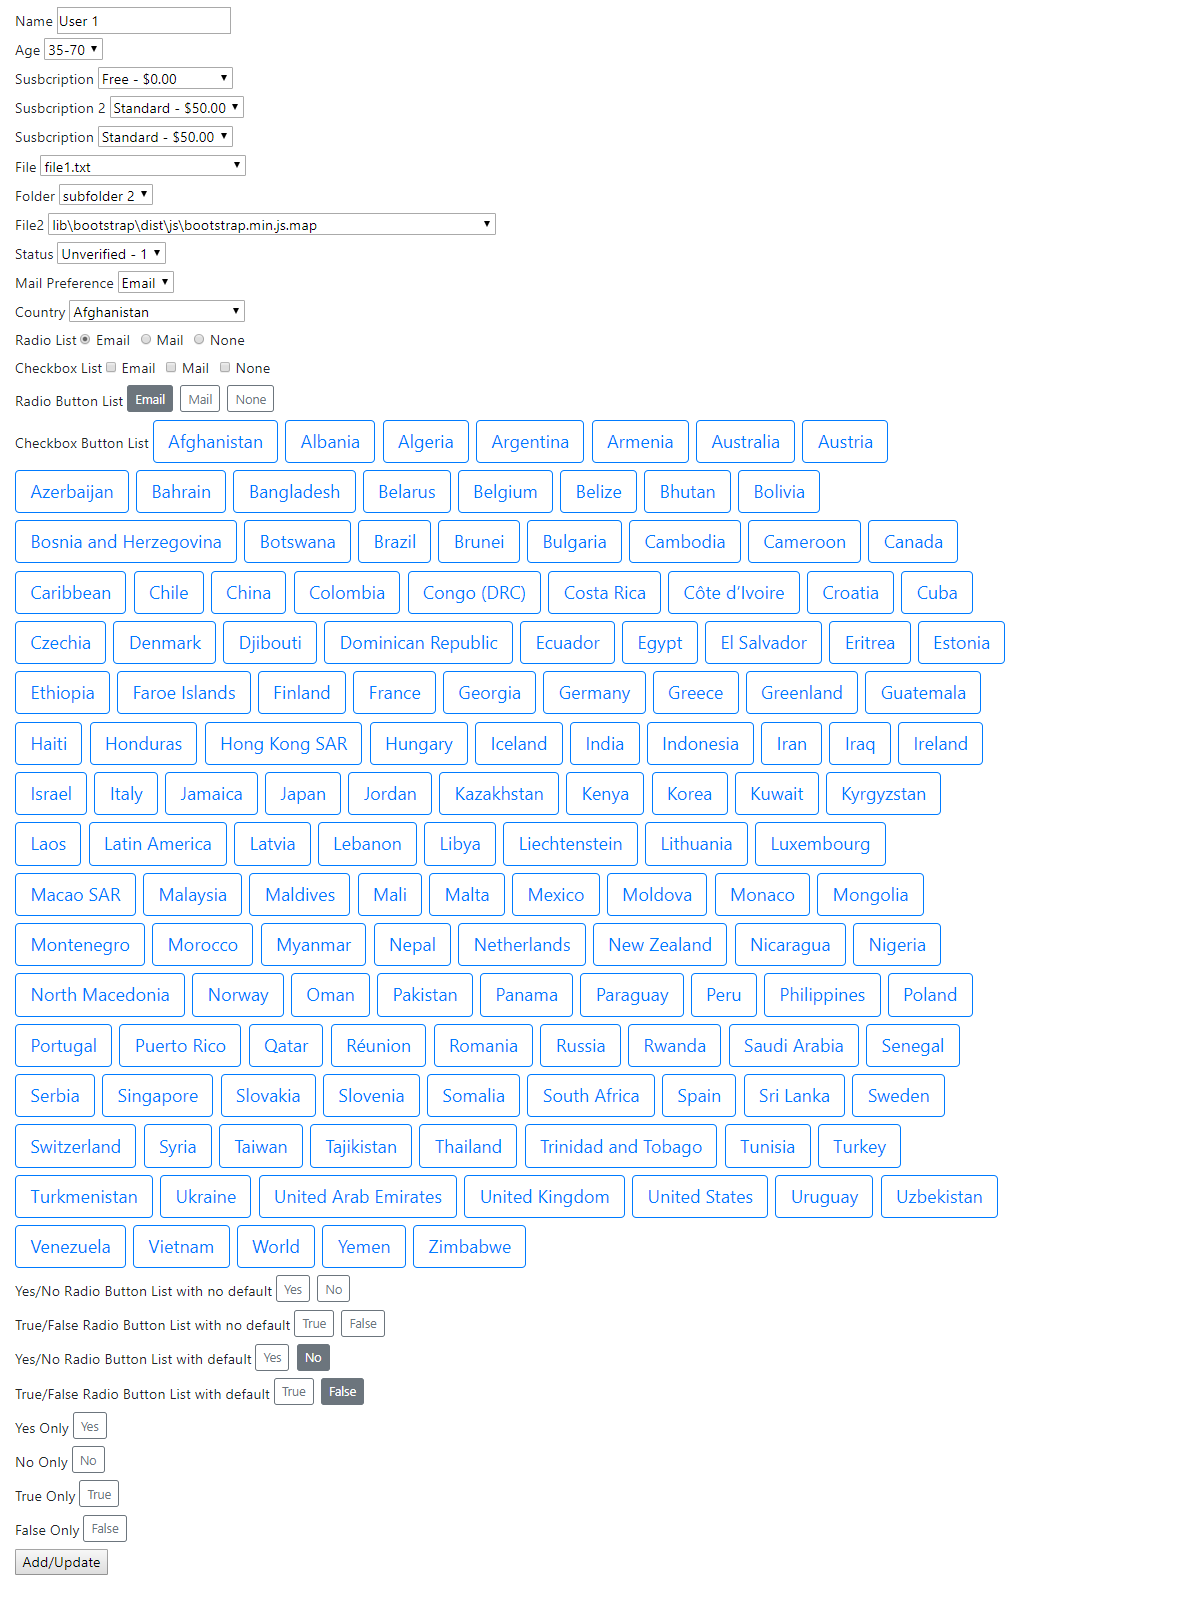 Name User 1
Age 35-70
Susbcription Free - $0.00
Susbcription 2 Standard - $50.00
Susbcription Standard - $50.00
File file1.txt
Folder subfolder 2
File2 lib\bootstrap\dist\js\bootstrap.min.js.map
Status Unverified - 1
Mail Preference Email
Country Afghanistan
Radio List Email Mail None
Checkbox List Email Mail None
Radio Button List Email Mail None
Checkbox Button List Afghanistan Albania Algeria Argentina Armenia Australia Austria
Azerbaijan Bahrain Bangladesh Belarus Belgium Belize Bhutan Bolivia
Bosnia and Herzegovina Botswana Brazil Brunei Bulgaria Cambodia Cameroon Canada
Caribbean Chile China Colombia Congo (DRC) Costa Rica Côte d’Ivoire Croatia Cuba
Czechia Denmark Djibouti Dominican Republic Ecuador Egypt El Salvador Eritrea Estonia
Ethiopia Faroe Islands Finland France Georgia Germany Greece Greenland Guatemala
Haiti Honduras Hong Kong SAR Hungary Iceland India Indonesia Iran Iraq Ireland
Israel Italy Jamaica Japan Jordan Kazakhstan Kenya Korea Kuwait Kyrgyzstan
Laos Latin America Latvia Lebanon Libya Liechtenstein Lithuania Luxembourg
Macao SAR Malaysia Maldives Mali Malta Mexico Moldova Monaco Mongolia
Montenegro Morocco Myanmar Nepal Netherlands New Zealand Nicaragua Nigeria
North Macedonia Norway Oman Pakistan Panama Paraguay Peru Philippines Poland
Portugal Puerto Rico Qatar Réunion Romania Russia Rwanda Saudi Arabia Senegal
Serbia Singapore Slovakia Slovenia Somalia South Africa Spain Sri Lanka Sweden
Switzerland Syria Taiwan Tajikistan Thailand Trinidad and Tobago Tunisia Turkey
Turkmenistan Ukraine United Arab Emirates United Kingdom United States Uruguay Uzbekistan
Venezuela Vietnam World Yemen Zimbabwe
Yes/No Radio Button List with no default Yes No
True/False Radio Button List with no default True False
Yes/No Radio Button List with default Yes No
True/False Radio Button List with default True False
Yes Only Yes
No Only No
True Only True
False Only False
Add/Update